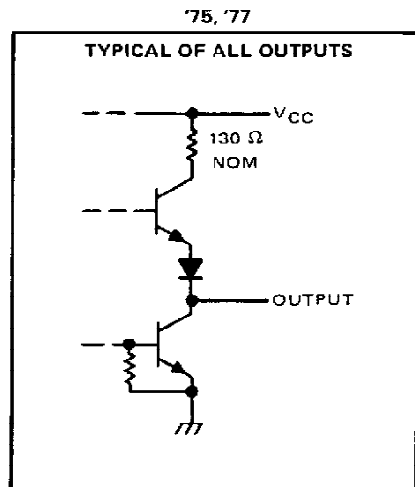 '75, '77
TYPICAL OF ALL OUTPUTS
VCC
130 Ω
NOM
OUTPUT